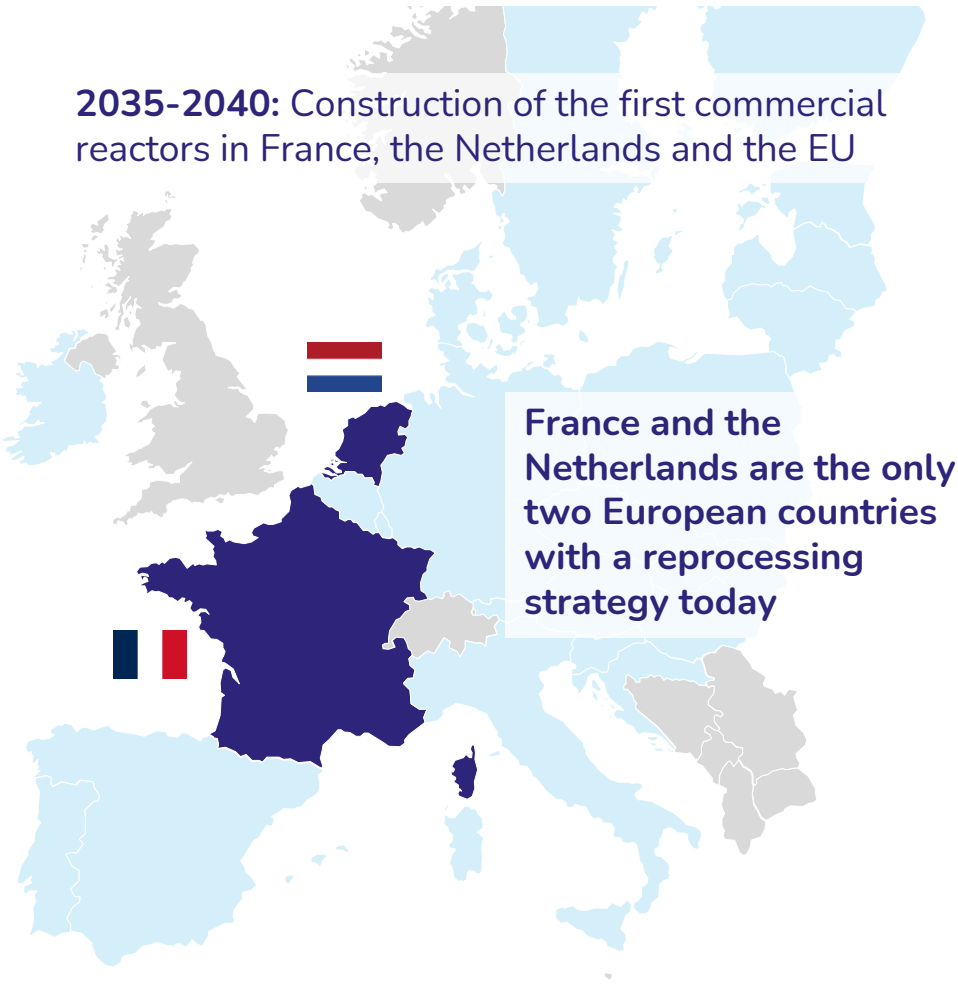 2035-2040: Construction of the first commercial
reactors in France, the Netherlands and the EU
France and the
Netherlands are the only
two European countries
with a reprocessing
strategy today